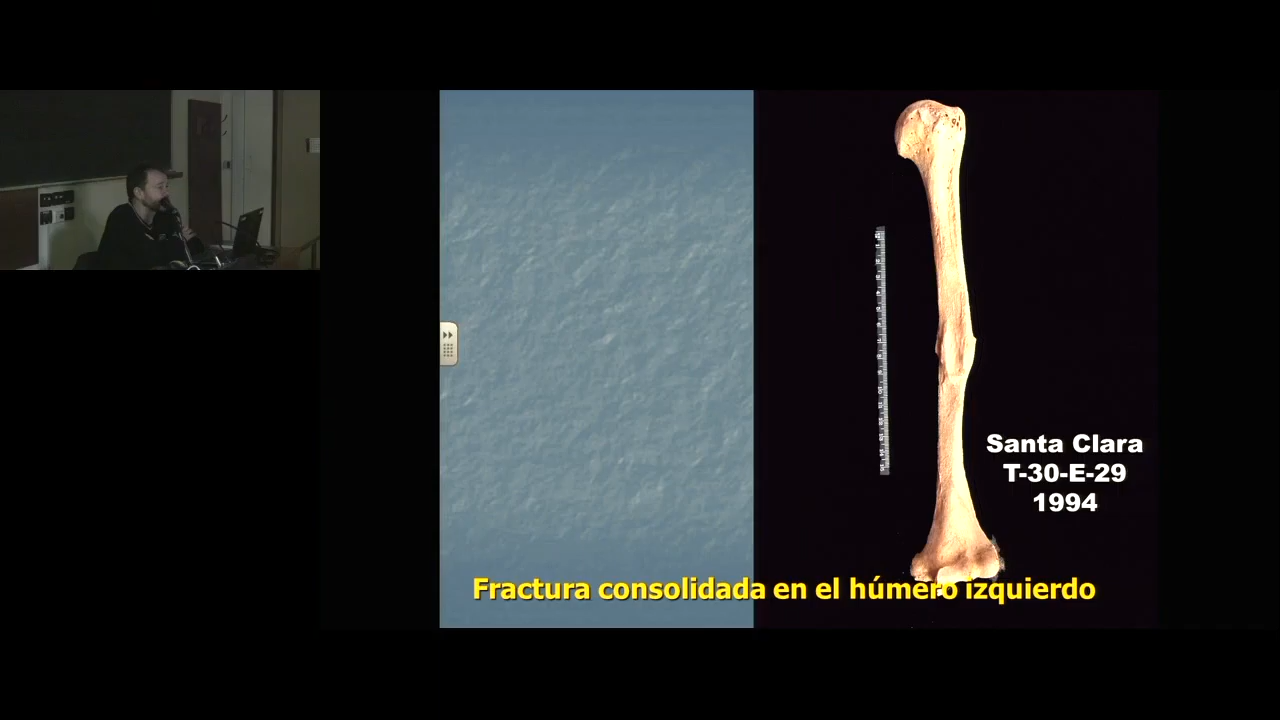 Santa Clara
T-30-E-29
1994
Fractura consolidada en el húmero izquierdo